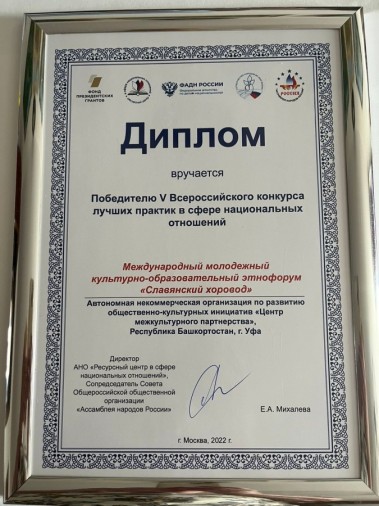 ФОНД
ПРЕЗИДЕНТСКИХ
ГРАНТОВ
ФАДН РОССИИ
РОССИЯ
Диплом
вручается
Победителю V Всероссийского конкурса
лучших практик в сфере национальных
отношений
Международный молодежный
культурно-образовательный этнофорум
«Славянский хоровод»
Автономная некоммерческая организация по развитию
общественно-культурных инициатив «Центр
межкультурного партнерства»,
Республика Башкортостан, г. Уфа
Директор
АНО «Ресурсный центр в сфере
национальных отношений»,
Сопредседатель Совета
Общероссийской общественной
организации
«Ассамблея народов России»
Е.А. Михалева
г. Москва, 2022 г.